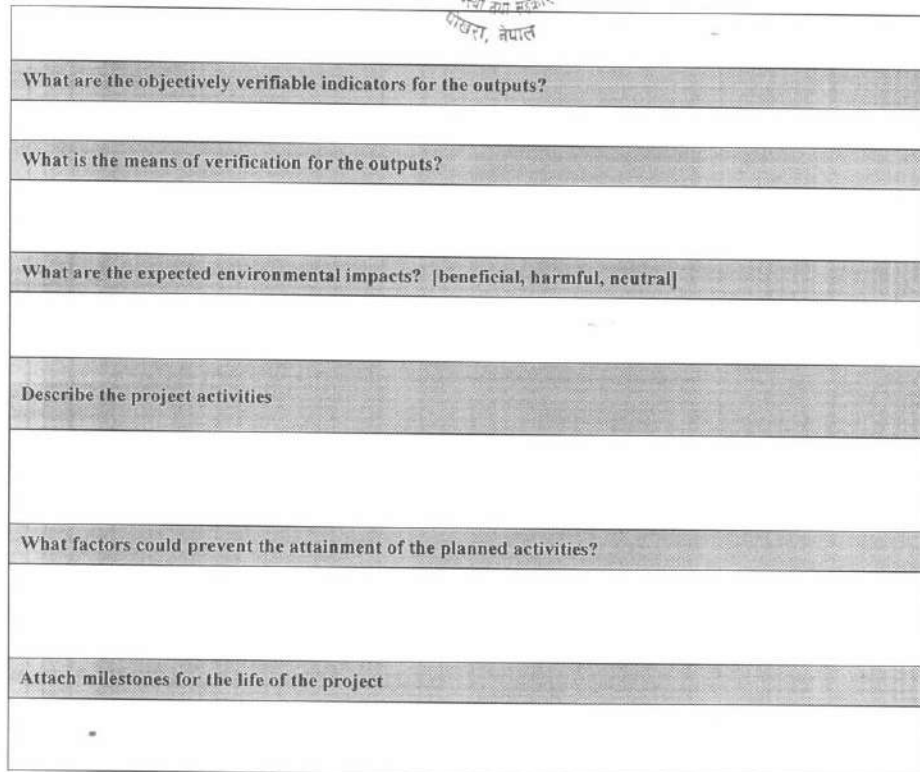 पोखरा, नेपाल
What are the objectively verifiable indicators for the outputs?
What is the means of verification for the outputs?
What are the expected environmental impacts? [beneficial, harmful, neutral]
Describe the project activities
What factors could prevent the attainment of the planned activities?
Attach milestones for the life of the project